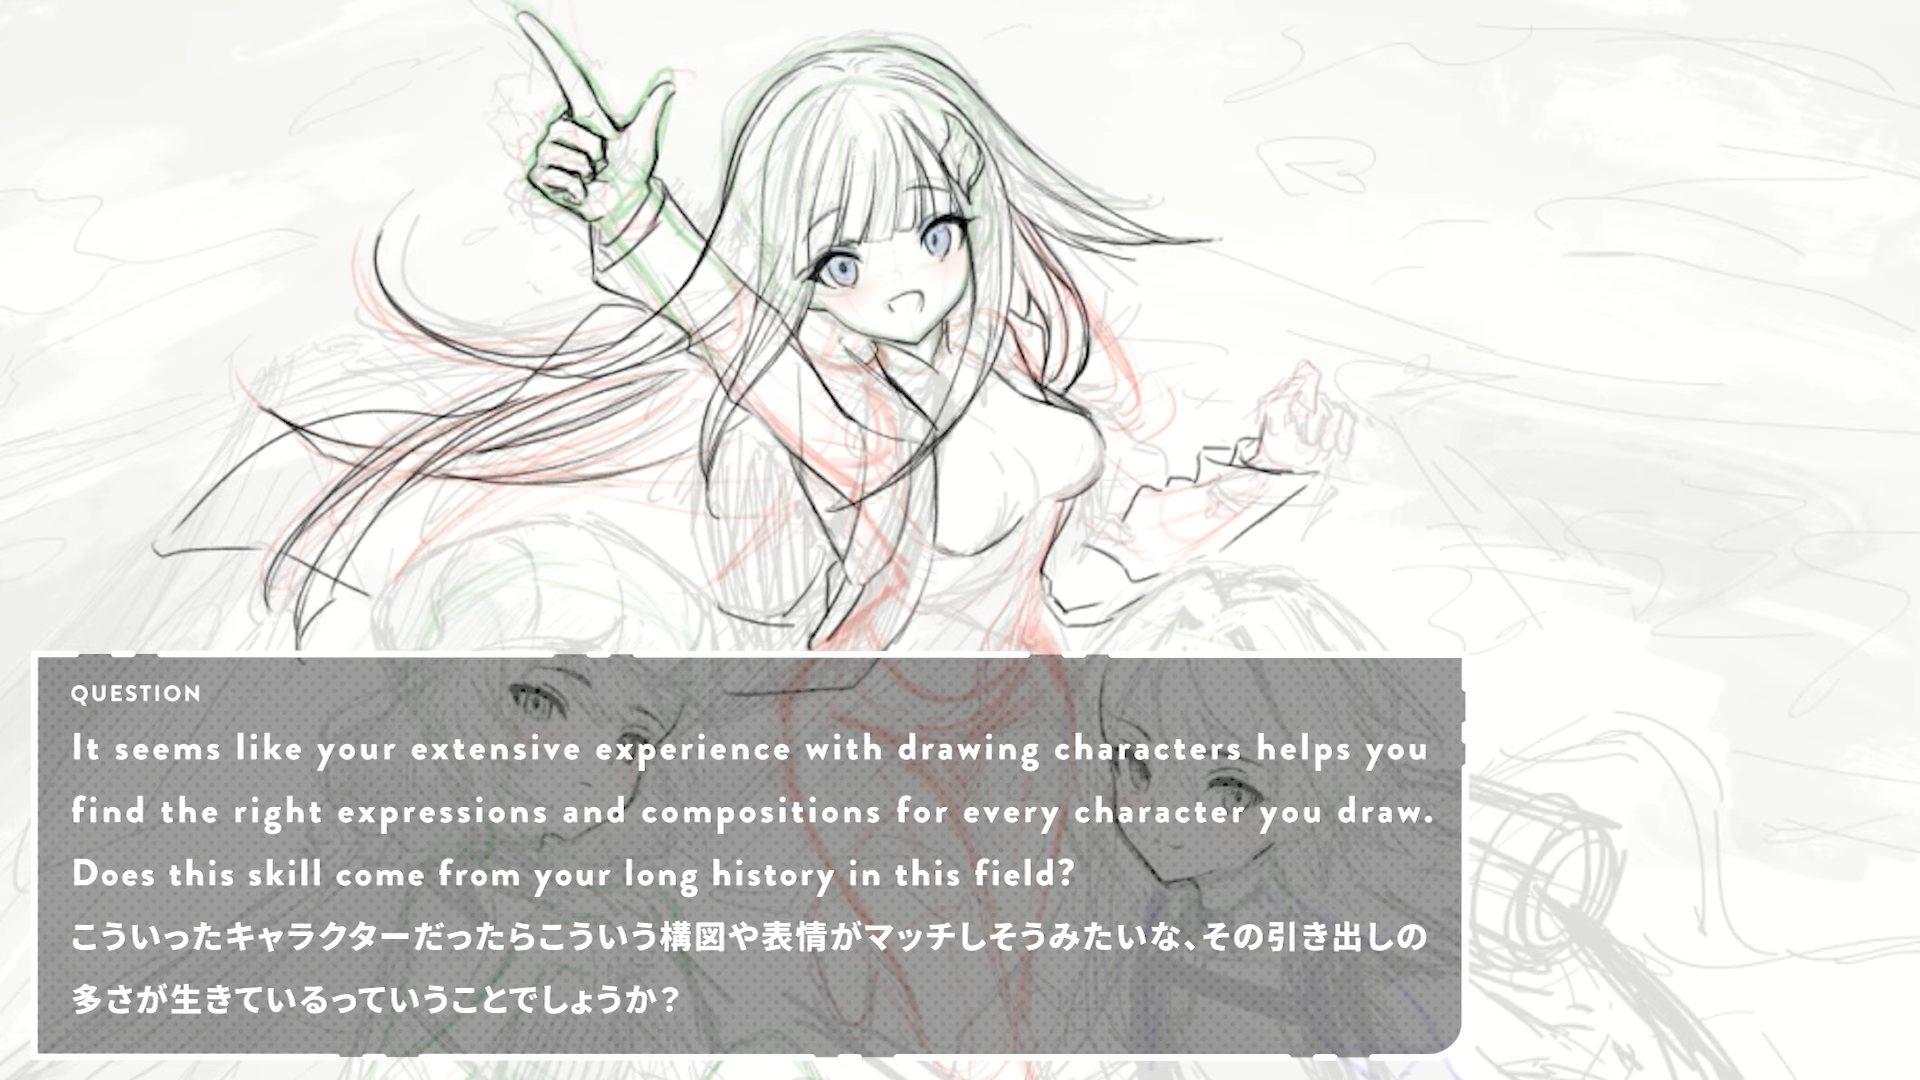 QUESTION
It seems like your extensive experience with drawing characters helps you
find the right expressions and compositions for every character you draw.
Does this skill come from your long history in this field?
こういったキャラクターだったらこういう構図や表情がマッチしそうみたいな、その引き出しの
多さが生きているっていうことでしょうか？